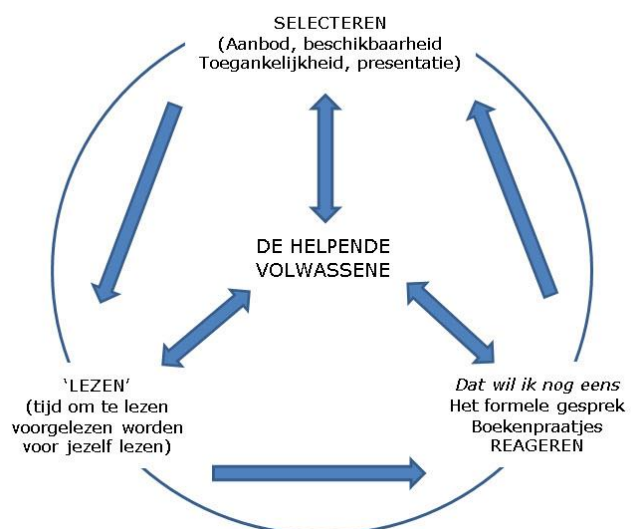 SELECTEREN
(Aanbod, beschikbaarheid
Toegankelijkheid, presentatie)
DE HELPENDE
VOLWASSENE
'LEZEN'
(tijd om te lezen
voorgelezen worden
voor jezelf lezen)
Dat wil ik nog eens
Het formele gesprek
Boekenpraatjes
REAGEREN